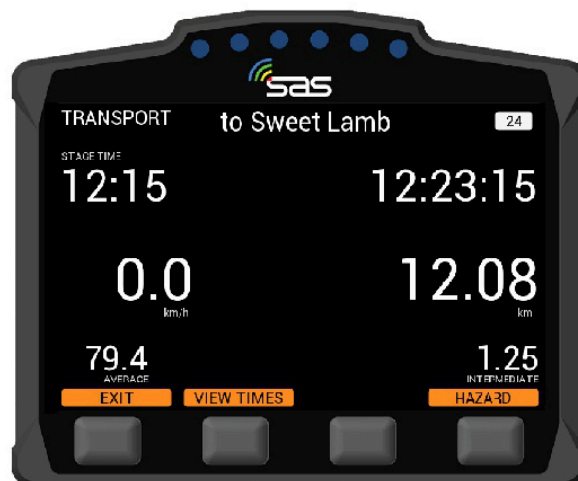 sas
TRANSPORT to Sweet Lamb 24
STAGE TIME
12:15 12:23:15
0.0 12.08
km/h km
79.4 1.25
AVERAGE INTERMEDIATE
EXIT VIEW TIMES HAZARD